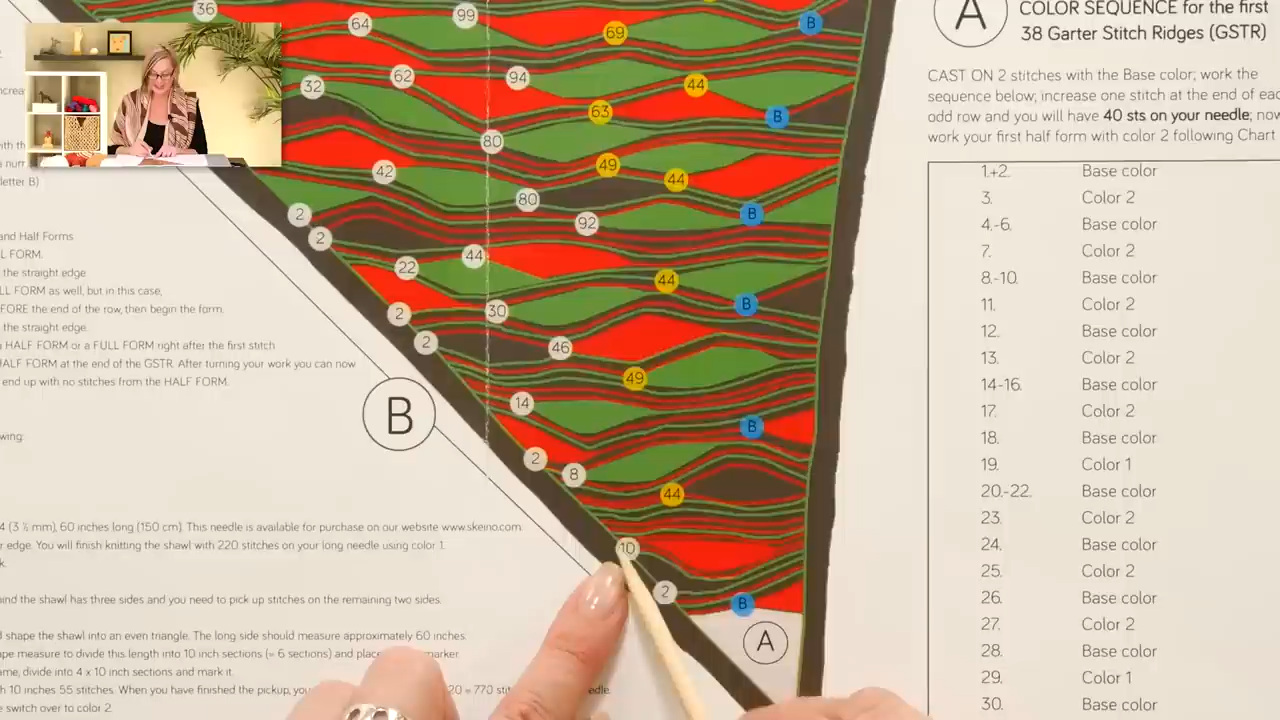 A
COLOR SEQUENCE for the first
38 Garter Stitch Ridges (GSTR)
CAST ON 2 stitches with the Base color; work the
sequence below; increase one stitch at the end of
odd row and you will have 40 sts on your needle;
work your first half form with color 2 following Chart
1.+2. Base color
3. Color 2
4.-6. Base color
7. Color 2
8.-10. Base color
11. Color 2
12. Base color
13. Color 2
14-16. Base color
17. Color 2
18. Base color
19. Color 1
20.-22. Base color
23. Color 2
24. Base color
25. Color 2
26. Base color
27. Color 2
28. Base color
29. Color 1
30. Base color
36
64
99
69
B
32
62
94
44
63
B
80
42
49
44
2
80
92
B
2
22
44
44
2
30
B
2
46
49
14
B
2
8
44
10
2
B
A
B
letter B)
and Half Forms
FORM.
the straight edge
FORM as well, but in this case,
the end of the row, then begin the form.
the straight edge.
HALF FORM or a FULL FORM right after the first stitch
HALF FORM at the end of the GSTR. After turning your work you can now
end up with no stitches from the HALF FORM.
wing:
4 (3 ½ mm), 60 inches long (150 cm). This needle is available for purchase on our website www.skeino.com
edge. You will finish knitting the shawl with 220 stitches on your long needle using color 1.
the shawl has three sides and you need to pick up stitches on the remaining two sides.
shape the shawl into an even triangle. The long side should measure approximately 60 inches.
measure to divide this length into 10 inch sections (= 6 sections) and marker.
divide into 4 x 10 inch sections and mark it.
10 inches 55 stitches. When you have finished the pickup, = 770
switch over to color 2